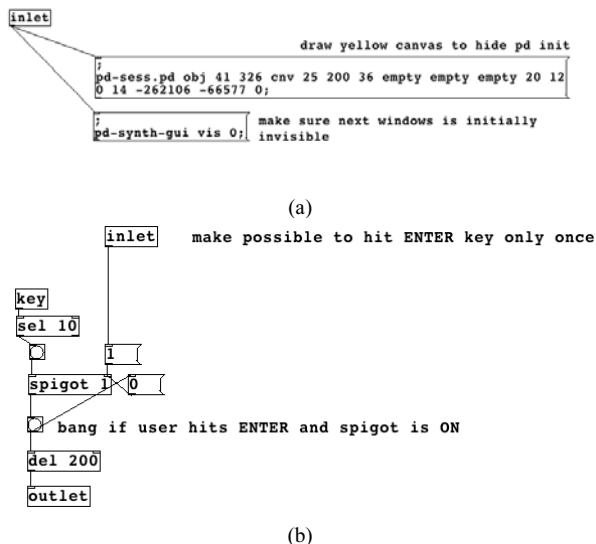 inlet
draw yellow canvas to hide pd init
;
pd-sess.pd obj 41 326 cnv 25 200 36 empty empty empty 20 12
0 14 -262106 -66577 0;
;
pd-synth-gui vis 0;
make sure next windows is initially
invisible
(a)
inlet
make possible to hit ENTER key only once
key
sel 10
1
spigot 1
0
bang if user hits ENTER and spigot is ON
del 200
outlet
(b)